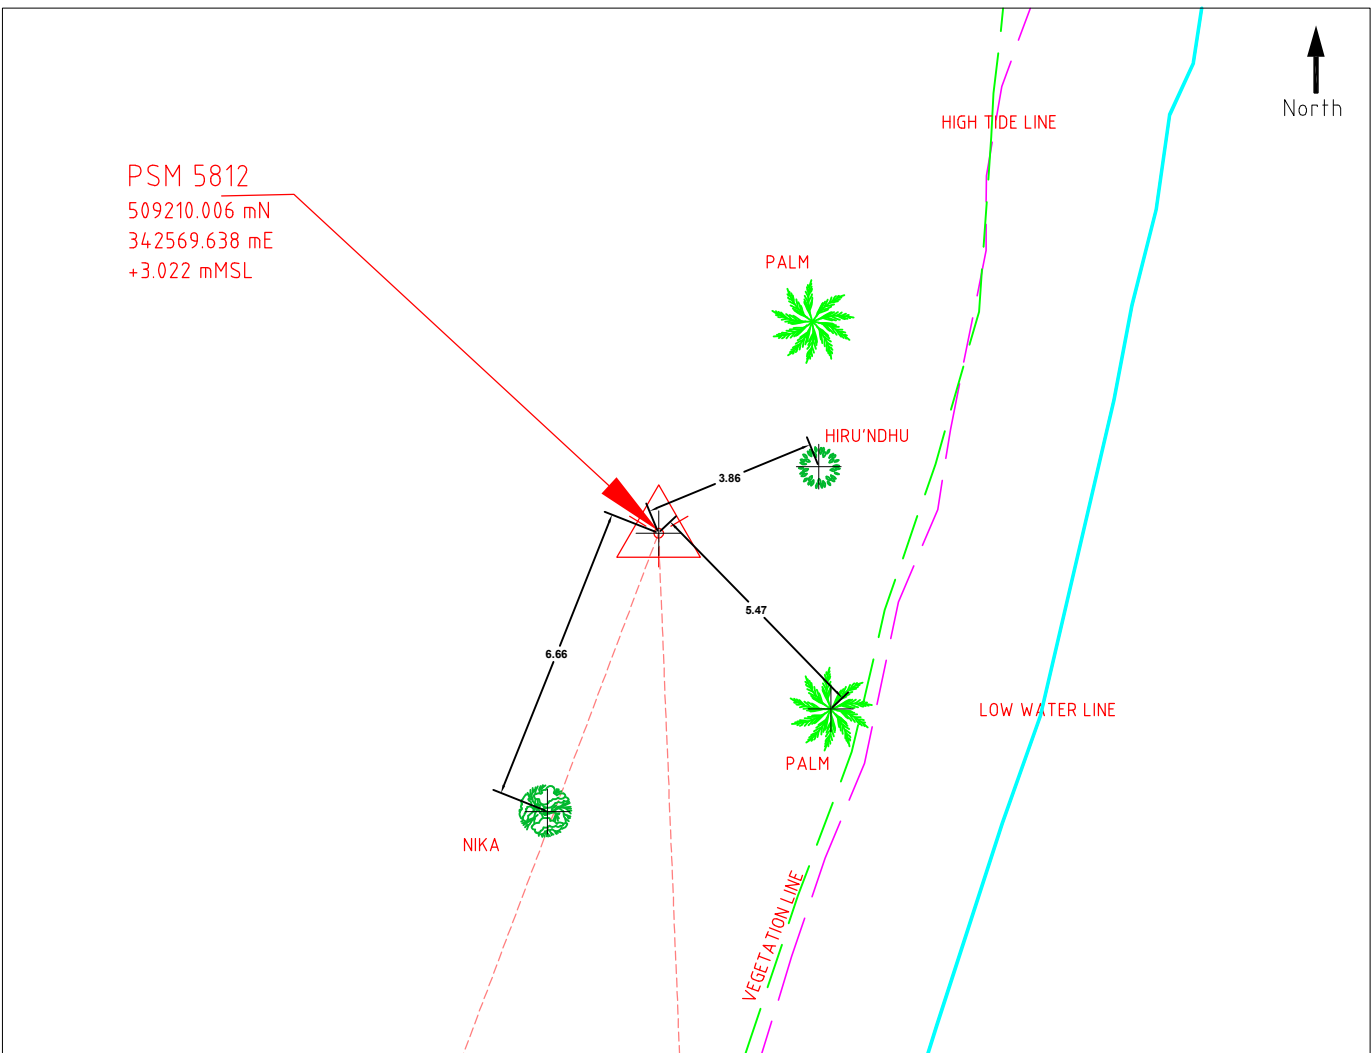 North
HIGH TIDE LINE
PSM 5812
509210.006 mN
342569.638 mE
+3.022 mMSL
PALM
HIRU'NDHU
3.86
5.47
6.66
LOW WATER LINE
PALM
NIKA
VEGETATION LINE